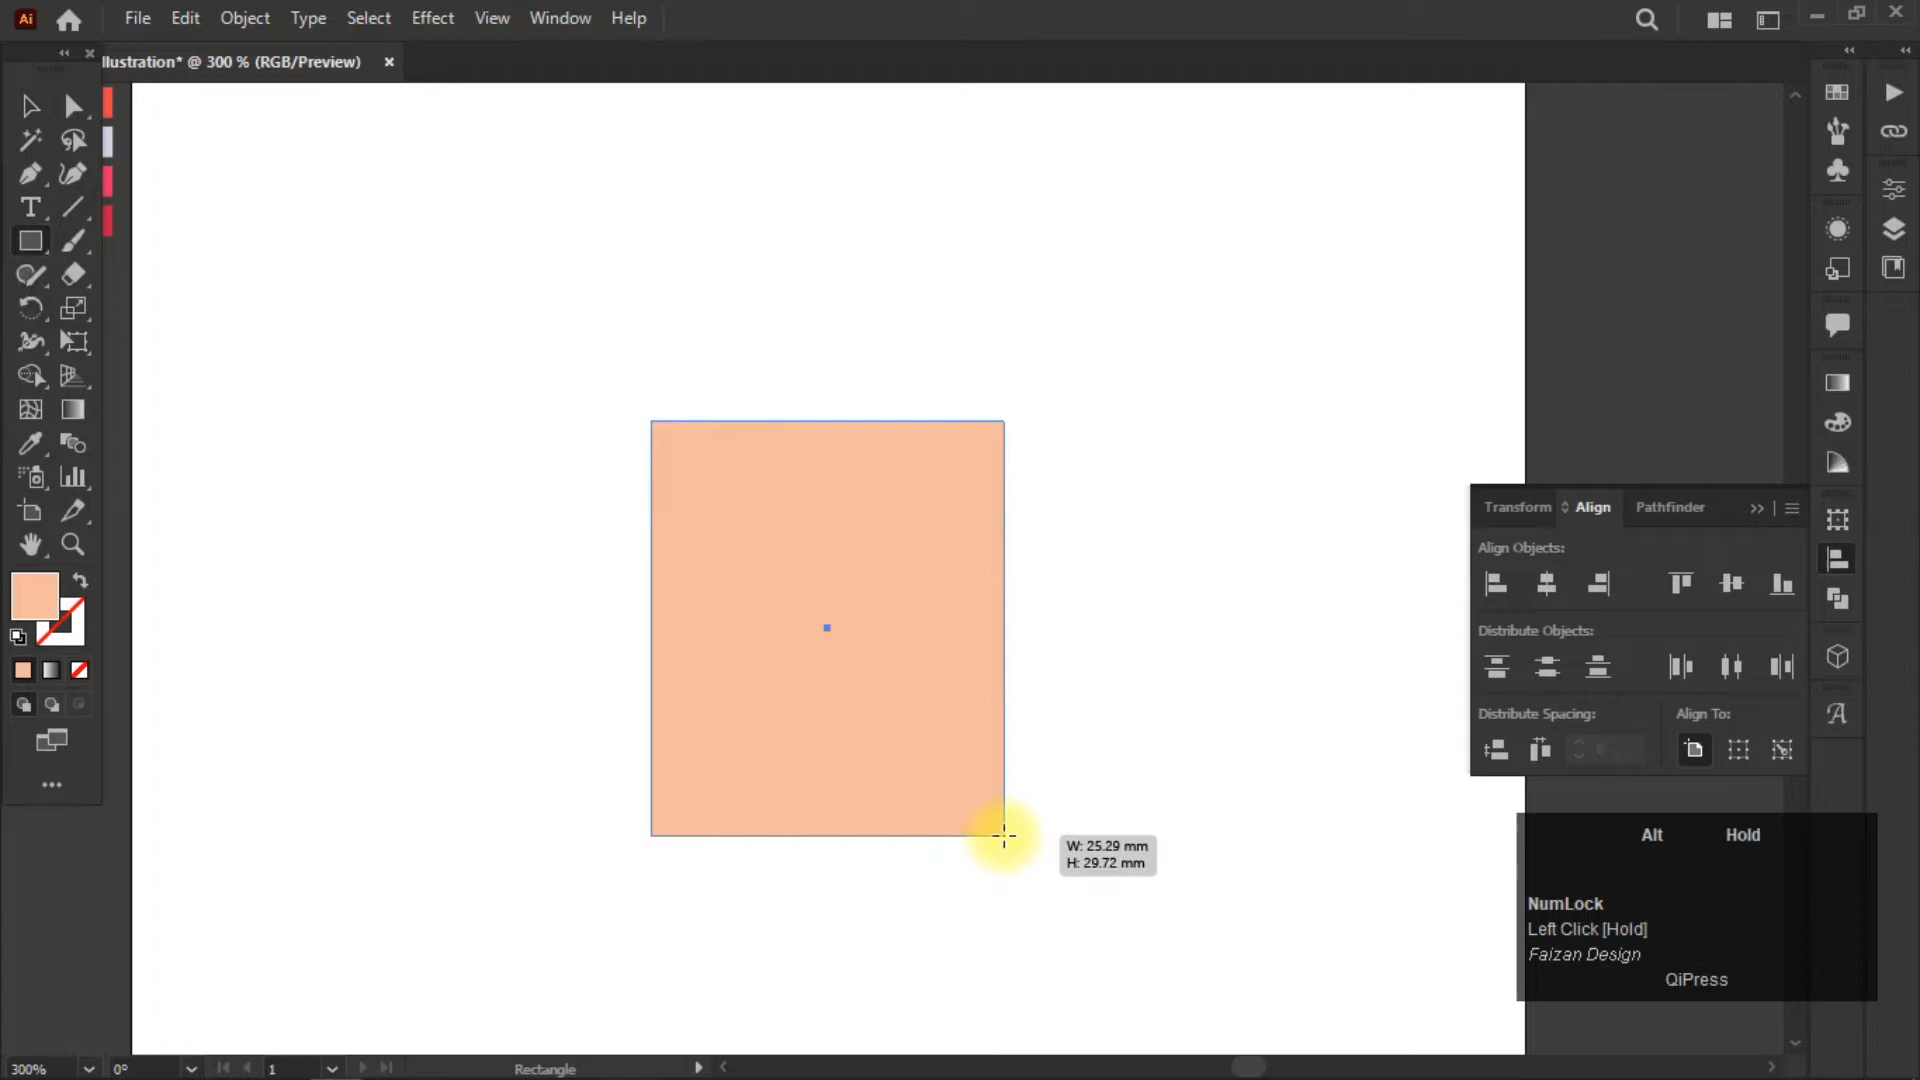 Ai File Edit Object Type Select Effect View Window Help
llustration* @ 300 % (RGB/Preview)
Transform Align Pathfinder
Align Objects:
Distribute Objects:
Distribute Spacing: Align To:
W: 25.29 mm
H: 29.72 mm
Alt Hold
NumLock
Left Click [Hold]
Faizan Design
QiPress
300% 0° 1 Rectangle